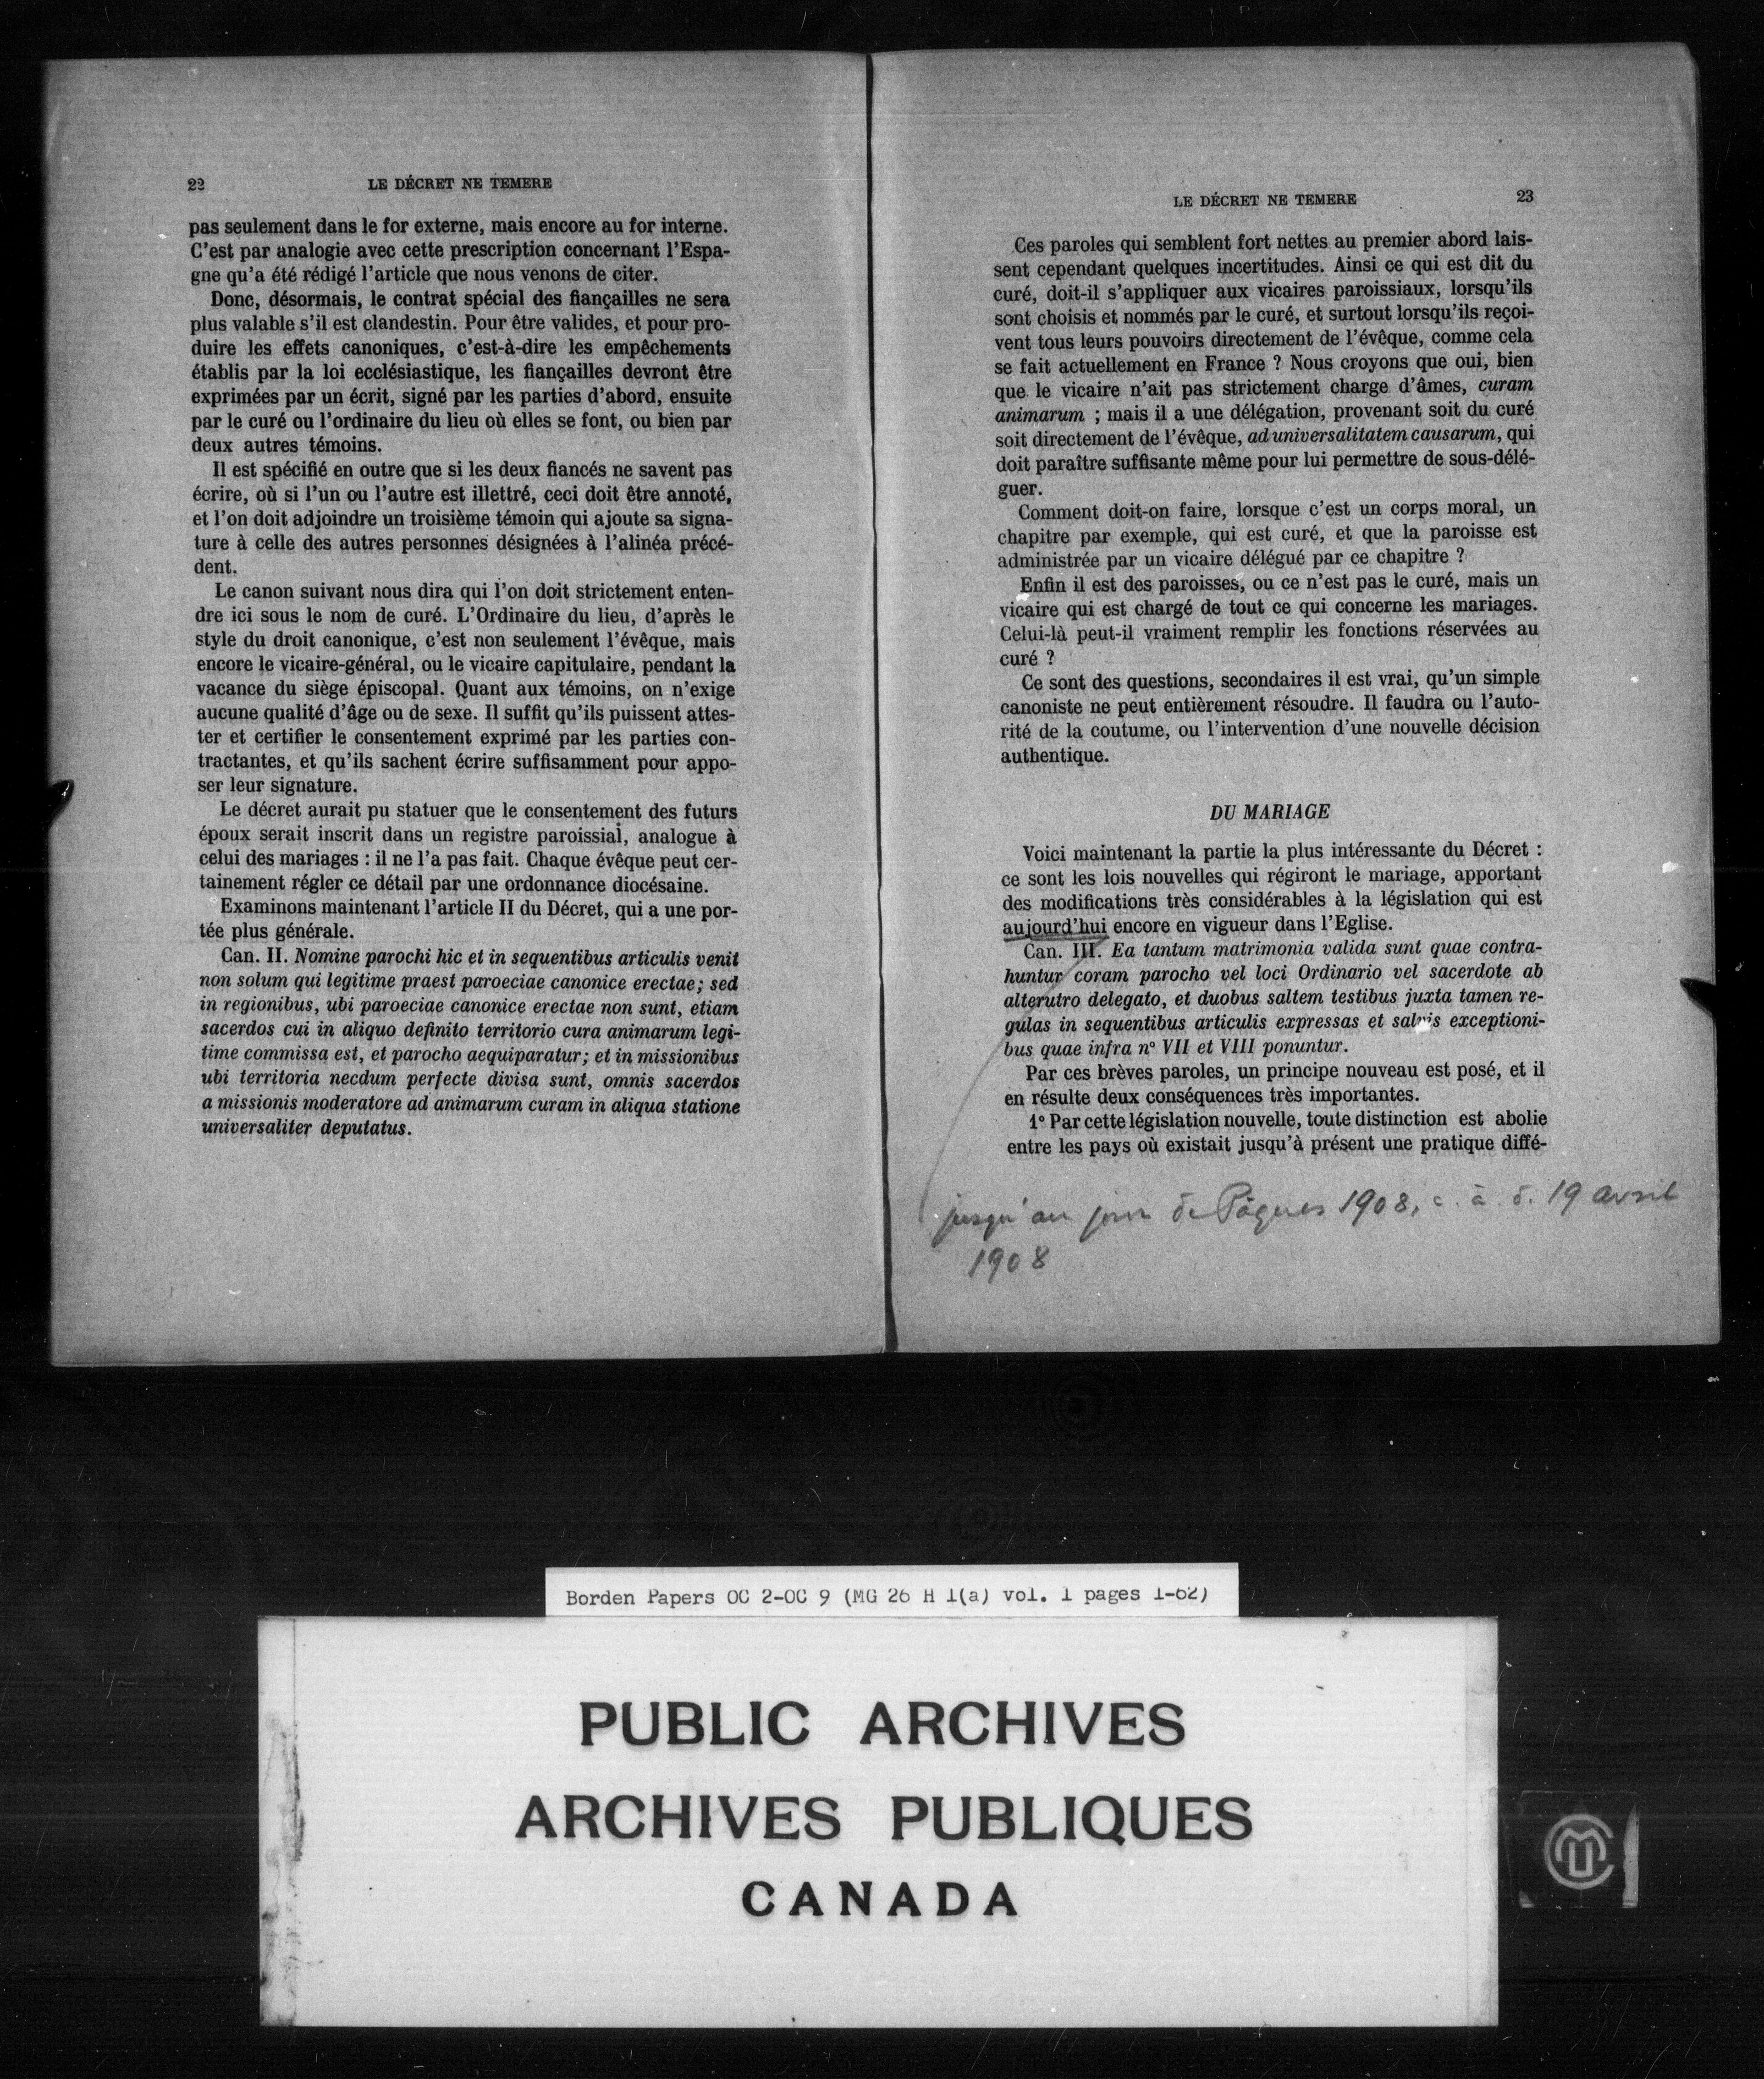 22
LE DÉCRET NE TEMERE
pas seulement dans le for externe, mais encore au for interne.
C'est par analogie avec cette prescription concernant l'Espa-
gne qu'a été rédigé l'article que nous venons de citer.
Donc, désormais, le contrat spécial des fiançailles ne sera
plus valable s'il est clandestin. Pour être valides, et pour pro-
duire les effets canoniques, c'est-à-dire les empêchements
établis par la loi ecclésiastique, les fiançailles devront être
exprimées par un écrit, signé par les parties d'abord, ensuite
par le curé ou l'ordinaire du lieu où elles se font, ou bien par
deux autres témoins.
Il est spécifié en outre que si les deux fiancés ne savent pas
écrire, où si l'un ou l'autre est illettré, ceci doit être annoté,
et l'on doit adjoindre un troisième témoin qui ajoute sa signa-
ture à celle des autres personnes désignées à l'alinéa précé-
dent.
Le canon suivant nous dira qui l'on doit strictement enten-
dre ici sous le nom de curé. L'Ordinaire du lieu, d'après le
style du droit canonique, c'est non seulement l'évêque, mais
encore le vicaire-général, ou le vicaire capitulaire, pendant la
vacance du siège épiscopal. Quant aux témoins, on n'exige
aucune qualité d'âge ou de sexe. Il suffit qu'ils puissent attes-
ter et certifier le consentement exprimé par les parties con-
tractantes, et qu'ils sachent écrire suffisamment pour appo-
ser leur signature.
Le décret aurait pu statuer que le consentement des futurs
époux serait inscrit dans un registre paroissial, analogue à
celui des mariages : il ne l'a pas fait. Chaque évêque peut cer-
tainement régler ce détail par une ordonnance diocésaine.
Examinons maintenant l'article II du Décret, qui a une por-
tée plus générale.
Can. II. Nomine parochi hic et in sequentibus articulis venit
non solum qui legitime praest paroeciae canonice erectae; sed
in regionibus, ubi paroeciae canonice erectae non sunt, etiam
sacerdos cui in aliquo definito territorio cura animarum legi-
time commissa est, et parocho aequiparatur; et in missionibus
ubi territoria necdum perfecte divisa sunt, omnis sacerdos
a missionis moderatore ad animarum curam in aliqua statione
universaliter deputatus.
LE DÉCRET NE TEMERE
23
Ces paroles qui semblent fort nettes au premier abord lais-
sent cependant quelques incertitudes. Ainsi ce qui est dit du
curé, doit-il s'appliquer aux vicaires paroissiaux, lorsqu'ils
sont choisis et nommés par le curé, et surtout lorsqu'ils reçoi-
vent tous leurs pouvoirs directement de l'évêque, comme cela
se fait actuellement en France ? Nous croyons que oui, bien
que le vicaire n'ait pas strictement charge d'âmes, curam
animarum ; mais il a une délégation, provenant soit du curé
soit directement de l'évêque, ad universalitatem causarum, qui
doit paraître suffisante même pour lui permettre de sous-délé-
guer.
Comment doit-on faire, lorsque c'est un corps moral, un
chapitre par exemple, qui est curé, et que la paroisse est
administrée par un vicaire délégué par ce chapitre ?
Enfin il est des paroisses, ou ce n'est pas le curé, mais un
vicaire qui est chargé de tout ce qui concerne les mariages.
Celui-là peut-il vraiment remplir les fonctions réservées au
curé ?
Ce sont des questions, secondaires il est vrai, qu'un simple
canoniste ne peut entièrement résoudre. Il faudra ou l'auto-
rité de la coutume, ou l'intervention d'une nouvelle décision
authentique.
DU MARIAGE
Voici maintenant la partie la plus intéressante du Décret :
ce sont les lois nouvelles qui régiront le mariage, apportant
des modifications très considérables à la législation qui est
aujourd'hui encore en vigueur dans l'Eglise.
Can. III. Ea tantum matrimonia valida sunt quae contra-
huntur coram parocho vel loci Ordinario vel sacerdote ab
alterutro delegato, et duobus saltem testibus juxta tamen re-
gulas in sequentibus articulis expressas et salvis exceptioni-
bus quae infra n° VII et VIII ponuntur.
Par ces brèves paroles, un principe nouveau est posé, et il
en résulte deux conséquences très importantes.
1° Par cette législation nouvelle, toute distinction est abolie
entre les pays où existait jusqu'à présent une pratique diffé-
jusqu'au jour de Pâques 1908, c. à. d. 19 avril
1908
Borden Papers OC 2-OC 9 (MG 26 H 1(a) vol. 1 pages 1-62)
PUBLIC ARCHIVES
ARCHIVES PUBLIQUES
CANADA